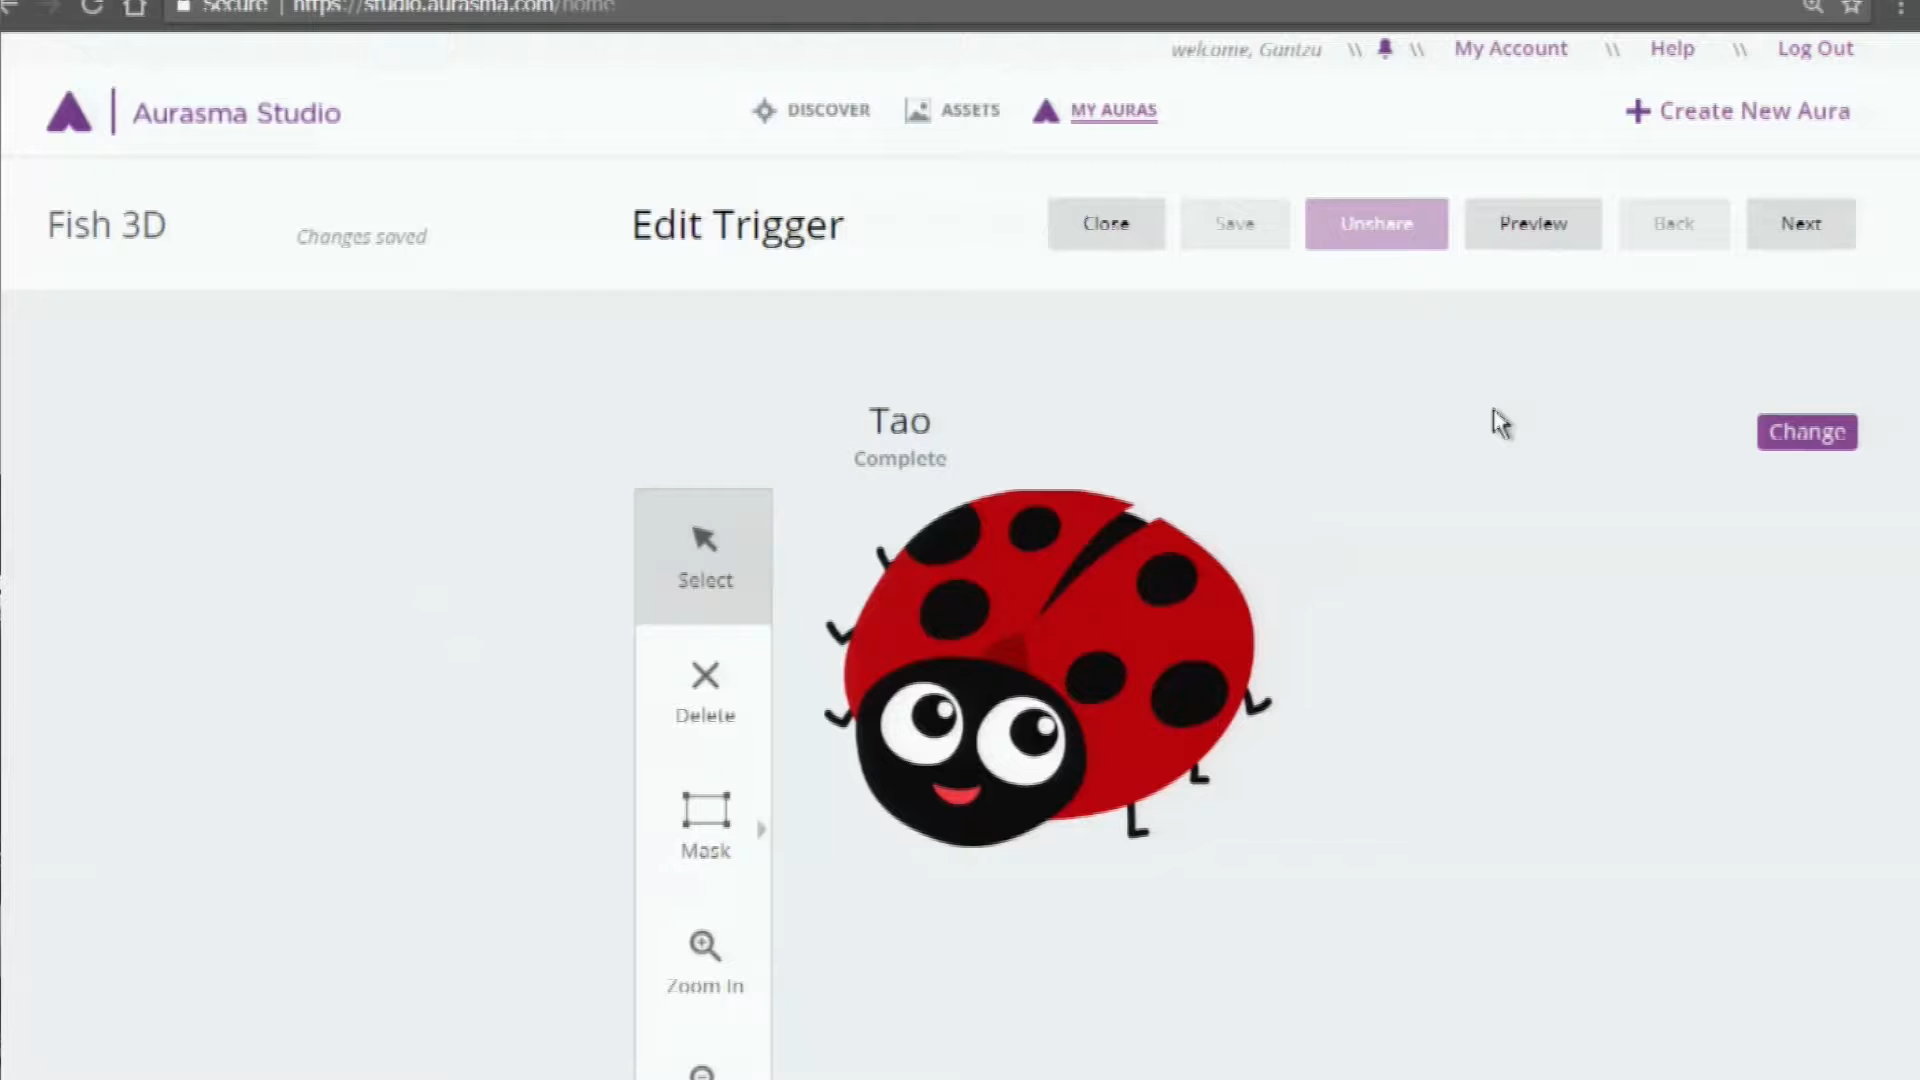 Secure | https://studio.aurasma.com/home
welcome, Gantzu \\ \\ My Account \\ Help \\ Log Out
Aurasma Studio
DISCOVER ASSETS MY AURAS
Create New Aura
Fish 3D
Changes saved
Edit Trigger
Close Save Unshare Preview Back Next
Tao
Complete
Change
Select
Delete
Mask
Zoom In